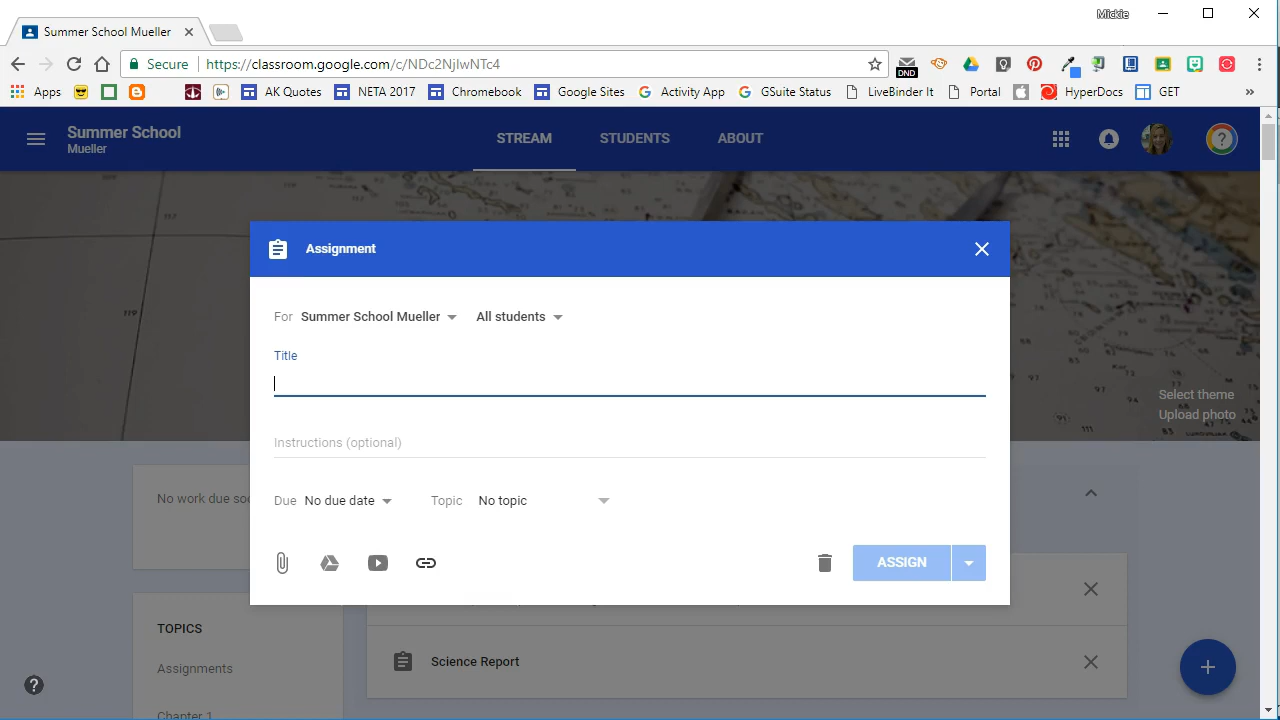 Mickie
Summer School Mueller
Secure https://classroom.google.com/c/NDc2NjIwNTc4
DND
Apps AK Quotes NETA 2017 Chromebook Google Sites Activity App GSuite Status LiveBinder It Portal HyperDocs GET »
Summer School
Mueller
STREAM STUDENTS ABOUT
Assignment
For Summer School Mueller All students
Title
Select theme
Upload photo
Instructions (optional)
No work due soo
Due No due date Topic No topic
ASSIGN
TOPICS
Assignments
Science Report
Chapter 1